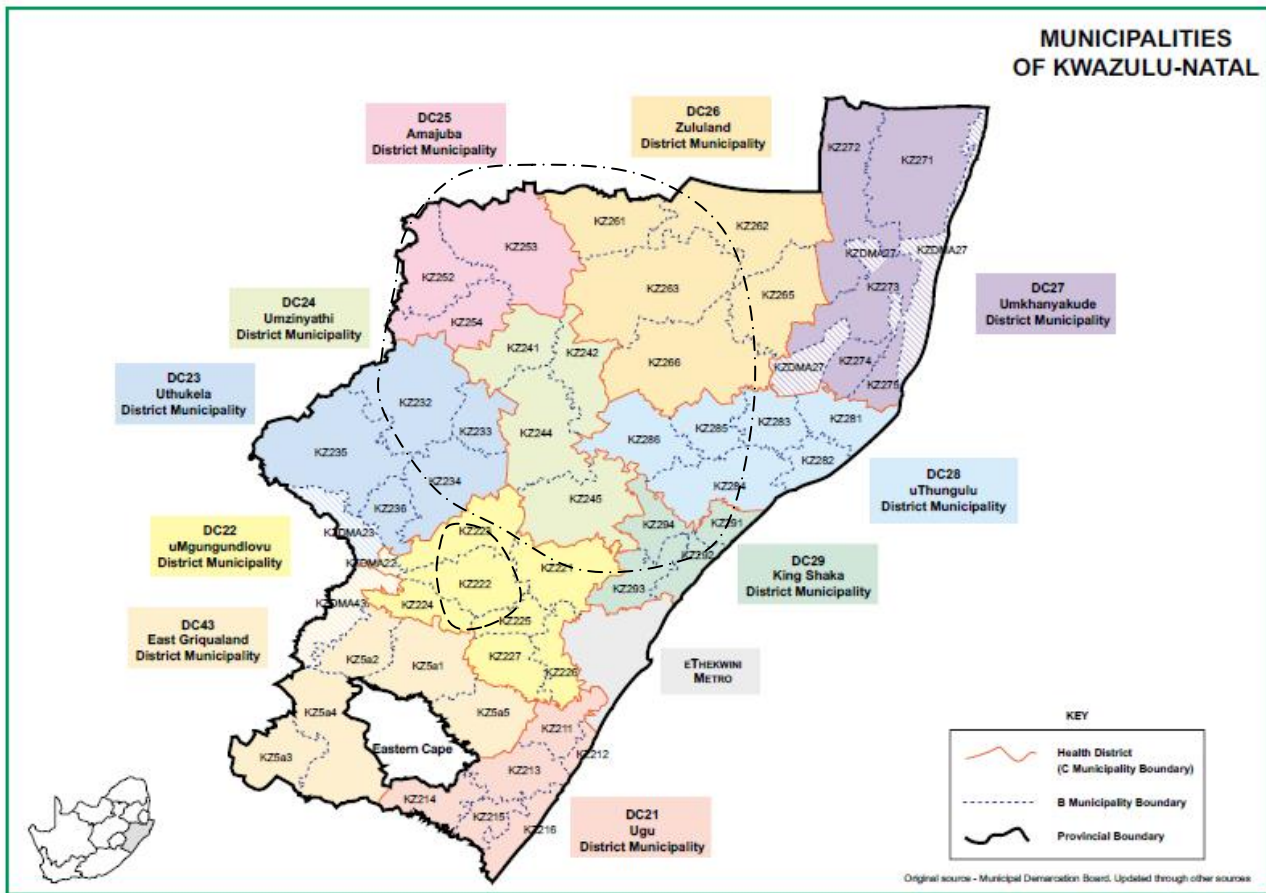 MUNICIPALITIES
OF KWAZULU-NATAL
DC25
Amajuba
District Municipality
DC26
Zululand
District Municipality
KZ272
KZ271
KZ261
KZ262
KZ253
KZDMA27
KZDMA27
KZ252
KZ263
KZ265
KZ273
DC27
Umkhanyakude
District Municipality
DC24
Umzinyathi
District Municipality
KZ254
KZ241
KZ242
KZ266
KZDMA27
KZ274
KZ275
DC23
Uthukela
District Municipality
KZ232
KZ233
KZ244
KZ286
KZ285
KZ283
KZ281
KZ235
KZ282
KZ234
KZ284
DC28
uThungulu
District Municipality
KZ236
KZ245
KZDMA23
KZ223
KZ294
KZ291
DC22
uMgungundlovu
District Municipality
KZDMA22
KZ221
KZ292
KZ222
DC29
King Shaka
District Municipality
KZDMA43
KZ224
KZ293
KZ225
DC43
East Griqualand
District Municipality
KZ5a2
KZ5a1
KZ227
KZ226
ETHEKWINI
METRO
KZ5a4
KZ5a5
KZ211
KEY
Eastern Cape
KZ212
KZ5a3
KZ213
Health District
(C Municipality Boundary)
KZ214
B Municipality Boundary
KZ215
KZ216
DC21
Ugu
District Municipality
Provincial Boundary
Original source - Municipal Demarcation Board. Updated through other sources